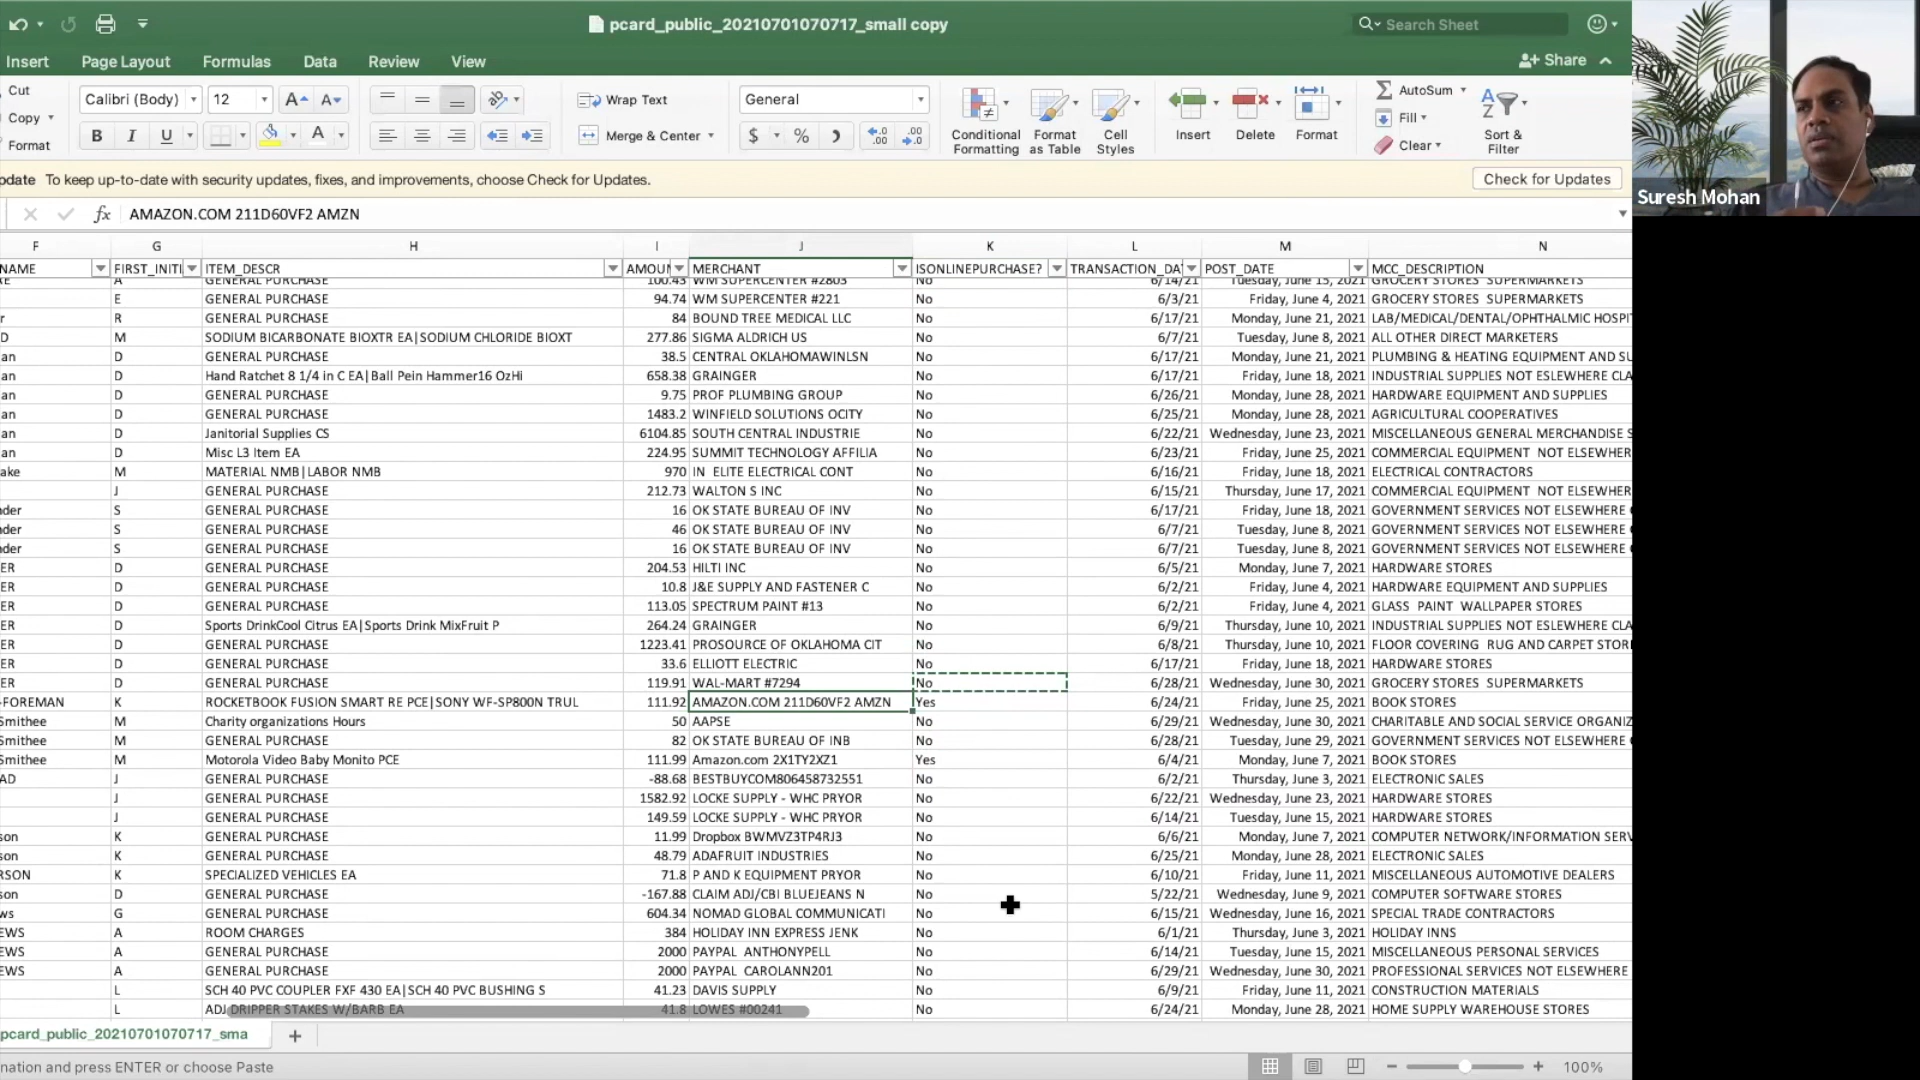 pcard_public_20210701070717_small copy
Search Sheet
Insert Page Layout Formulas Data Review View
Share
Cut
Copy
Format
Calibri (Body) 12
Wrap Text
Merge & Center
General
Conditional Formatting
Format as Table
Cell Styles
Insert Delete Format
AutoSum
Fill
Clear
Sort & Filter
To keep up-to-date with security updates, fixes, and improvements, choose Check for Updates. Check for Updates
Suresh Mohan
fx AMAZON.COM 211D60VF2 AMZN
F G H I J K L M N
NAME FIRST_INITI ITEM_DESCR AMOUN MERCHANT ISONLINEPURCHASE? TRANSACTION_DA POST_DATE MCC_DESCRIPTION
A GENERAL PURCHASE 100.43 WM SUPERCENTER #2803 No 6/14/21 Tuesday, June 15, 2021 GROCERY STORES SUPERMARKETS
E GENERAL PURCHASE 94.74 WM SUPERCENTER #221 No 6/3/21 Friday, June 4, 2021 GROCERY STORES SUPERMARKETS
r R GENERAL PURCHASE 84 BOUND TREE MEDICAL LLC No 6/17/21 Monday, June 21, 2021 LAB/MEDICAL/DENTAL/OPHTHALMIC HOSPIT
D M SODIUM BICARBONATE BIOXTR EA|SODIUM CHLORIDE BIOXT 277.86 SIGMA ALDRICH US No 6/7/21 Tuesday, June 8, 2021 ALL OTHER DIRECT MARKETERS
an D GENERAL PURCHASE 38.5 CENTRAL OKLAHOMAWINLSN No 6/17/21 Monday, June 21, 2021 PLUMBING & HEATING EQUIPMENT AND SU
an D Hand Ratchet 8 1/4 in C EA|Ball Pein Hammer16 OzHi 658.38 GRAINGER No 6/17/21 Friday, June 18, 2021 INDUSTRIAL SUPPLIES NOT ESLEWHERE CLA
an D GENERAL PURCHASE 9.75 PROF PLUMBING GROUP No 6/26/21 Monday, June 28, 2021 HARDWARE EQUIPMENT AND SUPPLIES
an D GENERAL PURCHASE 1483.2 WINFIELD SOLUTIONS OCITY No 6/25/21 Monday, June 28, 2021 AGRICULTURAL COOPERATIVES
an D Janitorial Supplies CS 6104.85 SOUTH CENTRAL INDUSTRIE No 6/22/21 Wednesday, June 23, 2021 MISCELLANEOUS GENERAL MERCHANDISE S
an D Misc L3 Item EA 224.95 SUMMIT TECHNOLOGY AFFILIA No 6/23/21 Friday, June 25, 2021 COMMERCIAL EQUIPMENT NOT ELSEWHER
ake M MATERIAL NMB|LABOR NMB 970 IN ELITE ELECTRICAL CONT No 6/16/21 Friday, June 18, 2021 ELECTRICAL CONTRACTORS
J GENERAL PURCHASE 212.73 WALTON S INC No 6/15/21 Thursday, June 17, 2021 COMMERCIAL EQUIPMENT NOT ELSEWHER
nder S GENERAL PURCHASE 16 OK STATE BUREAU OF INV No 6/17/21 Friday, June 18, 2021 GOVERNMENT SERVICES NOT ELSEWHERE
nder S GENERAL PURCHASE 46 OK STATE BUREAU OF INV No 6/7/21 Tuesday, June 8, 2021 GOVERNMENT SERVICES NOT ELSEWHERE
nder S GENERAL PURCHASE 16 OK STATE BUREAU OF INV No 6/7/21 Tuesday, June 8, 2021 GOVERNMENT SERVICES NOT ELSEWHERE
ER D GENERAL PURCHASE 204.53 HILTI INC No 6/5/21 Monday, June 7, 2021 HARDWARE STORES
ER D GENERAL PURCHASE 10.8 J&E SUPPLY AND FASTENER C No 6/2/21 Friday, June 4, 2021 HARDWARE EQUIPMENT AND SUPPLIES
ER D GENERAL PURCHASE 113.05 SPECTRUM PAINT #13 No 6/2/21 Friday, June 4, 2021 GLASS PAINT WALLPAPER STORES
ER D Sports DrinkCool Citrus EA|Sports Drink MixFruit P 264.24 GRAINGER No 6/9/21 Thursday, June 10, 2021 INDUSTRIAL SUPPLIES NOT ESLEWHERE CLA
ER D GENERAL PURCHASE 1223.41 PROSOURCE OF OKLAHOMA CIT No 6/8/21 Thursday, June 10, 2021 FLOOR COVERING RUG AND CARPET STOR
ER D GENERAL PURCHASE 33.6 ELLIOTT ELECTRIC No 6/17/21 Friday, June 18, 2021 HARDWARE STORES
ER D GENERAL PURCHASE 119.91 WAL-MART #7294 No 6/28/21 Wednesday, June 30, 2021 GROCERY STORES SUPERMARKETS
-FOREMAN K ROCKETBOOK FUSION SMART RE PCE|SONY WF-SP800N TRUL 111.92 AMAZON.COM 211D60VF2 AMZN Yes 6/24/21 Friday, June 25, 2021 BOOK STORES
Smithee M Charity organizations Hours 50 AAPSE No 6/29/21 Wednesday, June 30, 2021 CHARITABLE AND SOCIAL SERVICE ORGANIZ
Smithee M GENERAL PURCHASE 82 OK STATE BUREAU OF INB No 6/28/21 Tuesday, June 29, 2021 GOVERNMENT SERVICES NOT ELSEWHERE
Smithee M Motorola Video Baby Monito PCE 111.99 Amazon.com 2X1TY2XZ1 Yes 6/4/21 Monday, June 7, 2021 BOOK STORES
AD J GENERAL PURCHASE -88.68 BESTBUYCOM806458732551 No 6/2/21 Thursday, June 3, 2021 ELECTRONIC SALES
J GENERAL PURCHASE 1582.92 LOCKE SUPPLY - WHC PRYOR No 6/22/21 Wednesday, June 23, 2021 HARDWARE STORES
J GENERAL PURCHASE 149.59 LOCKE SUPPLY - WHC PRYOR No 6/14/21 Tuesday, June 15, 2021 HARDWARE STORES
son K GENERAL PURCHASE 11.99 Dropbox BWMVZ3TP4RJ3 No 6/6/21 Monday, June 7, 2021 COMPUTER NETWORK/INFORMATION SERV
son K GENERAL PURCHASE 48.79 ADAFRUIT INDUSTRIES No 6/25/21 Monday, June 28, 2021 ELECTRONIC SALES
RSON K SPECIALIZED VEHICLES EA 71.8 P AND K EQUIPMENT PRYOR No 6/10/21 Friday, June 11, 2021 MISCELLANEOUS AUTOMOTIVE DEALERS
son D GENERAL PURCHASE -167.88 CLAIM ADJ/CBI BLUEJEANS N No 5/22/21 Wednesday, June 9, 2021 COMPUTER SOFTWARE STORES
ws G GENERAL PURCHASE 604.34 NOMAD GLOBAL COMMUNICATI No 6/15/21 Wednesday, June 16, 2021 SPECIAL TRADE CONTRACTORS
EWS A ROOM CHARGES 384 HOLIDAY INN EXPRESS JENK No 6/1/21 Thursday, June 3, 2021 HOLIDAY INNS
EWS A GENERAL PURCHASE 2000 PAYPAL ANTHONYPELL No 6/14/21 Tuesday, June 15, 2021 MISCELLANEOUS PERSONAL SERVICES
EWS A GENERAL PURCHASE 2000 PAYPAL CAROLANN201 No 6/29/21 Wednesday, June 30, 2021 PROFESSIONAL SERVICES NOT ELSEWHERE
L SCH 40 PVC COUPLER FXF 430 EA|SCH 40 PVC BUSHING S 41.23 DAVIS SUPPLY No 6/9/21 Friday, June 11, 2021 CONSTRUCTION MATERIALS
L ADJ DRIPPER STAKES W/BARB EA 41.8 LOWES #00241 No 6/24/21 Monday, June 28, 2021 HOME SUPPLY WAREHOUSE STORES
pcard_public_20210701070717_sma
nation and press ENTER or choose Paste 100%